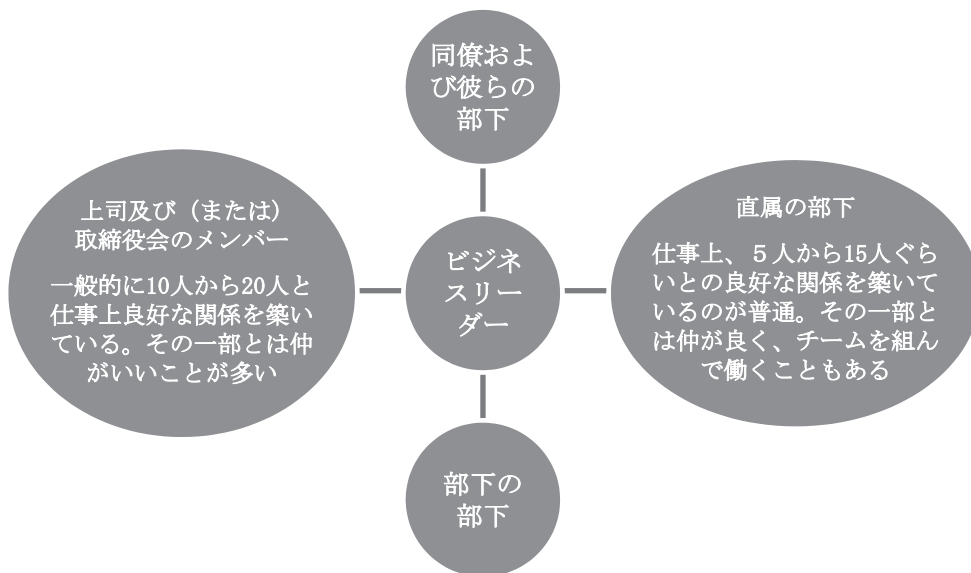 同僚およ
び彼らの
部下
上司及び（または）
取締役会のメンバー
一般的に10人から20人と
仕事上良好な関係を築い
ている。その一部とは仲
がいいことが多い
ビジネ
スリー
ダー
直属の部下
仕事上、５人から15人ぐら
いとの良好な関係を築いて
いるのが普通。その一部と
は仲が良く、チームを組ん
で働くこともある
部下の
部下